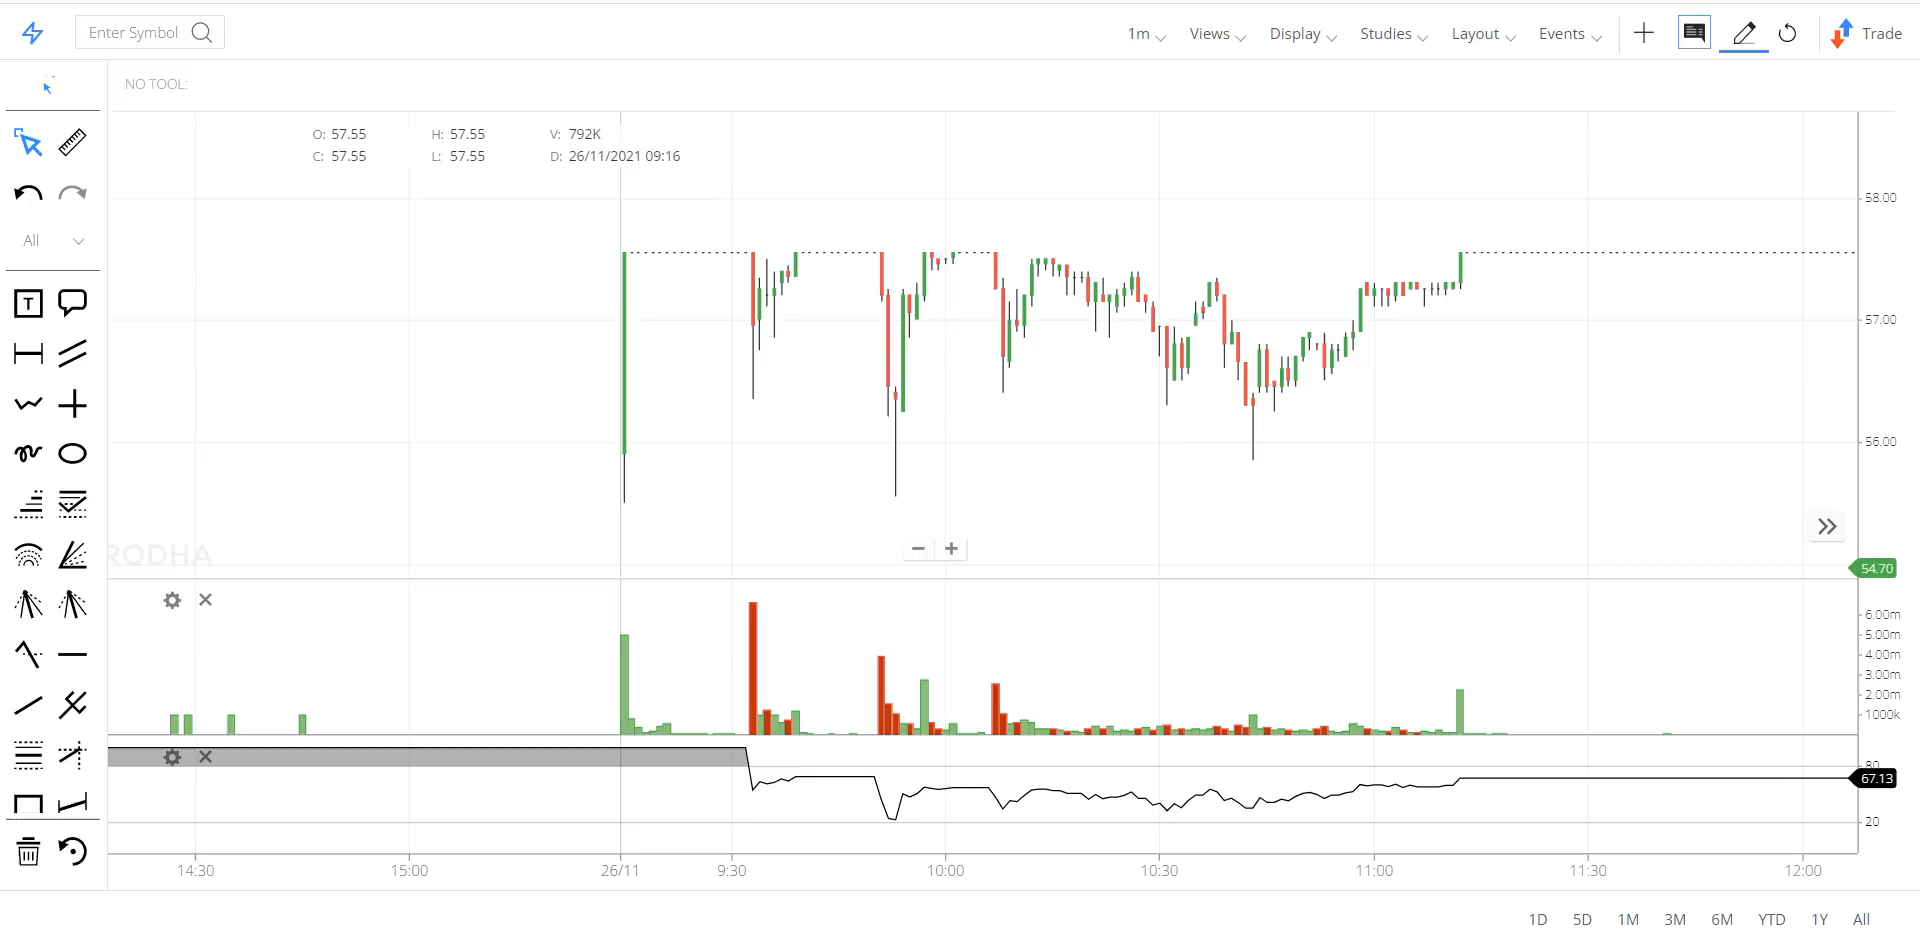 Enter Symbol
1m Views Display Studies Layout Events Trade
NO TOOL:
O: 57.55 H: 57.55 V: 792K
C: 57.55 L: 57.55 D: 26/11/2021 09:16
All
T
58.00
57.00
56.00
RODHA
54.70
6.00m
5.00m
4.00m
3.00m
2.00m
1000k
80
67.13
20
14:30 15:00 26/11 9:30 10:00 10:30 11:00 11:30 12:00
1D 5D 1M 3M 6M YTD 1Y All